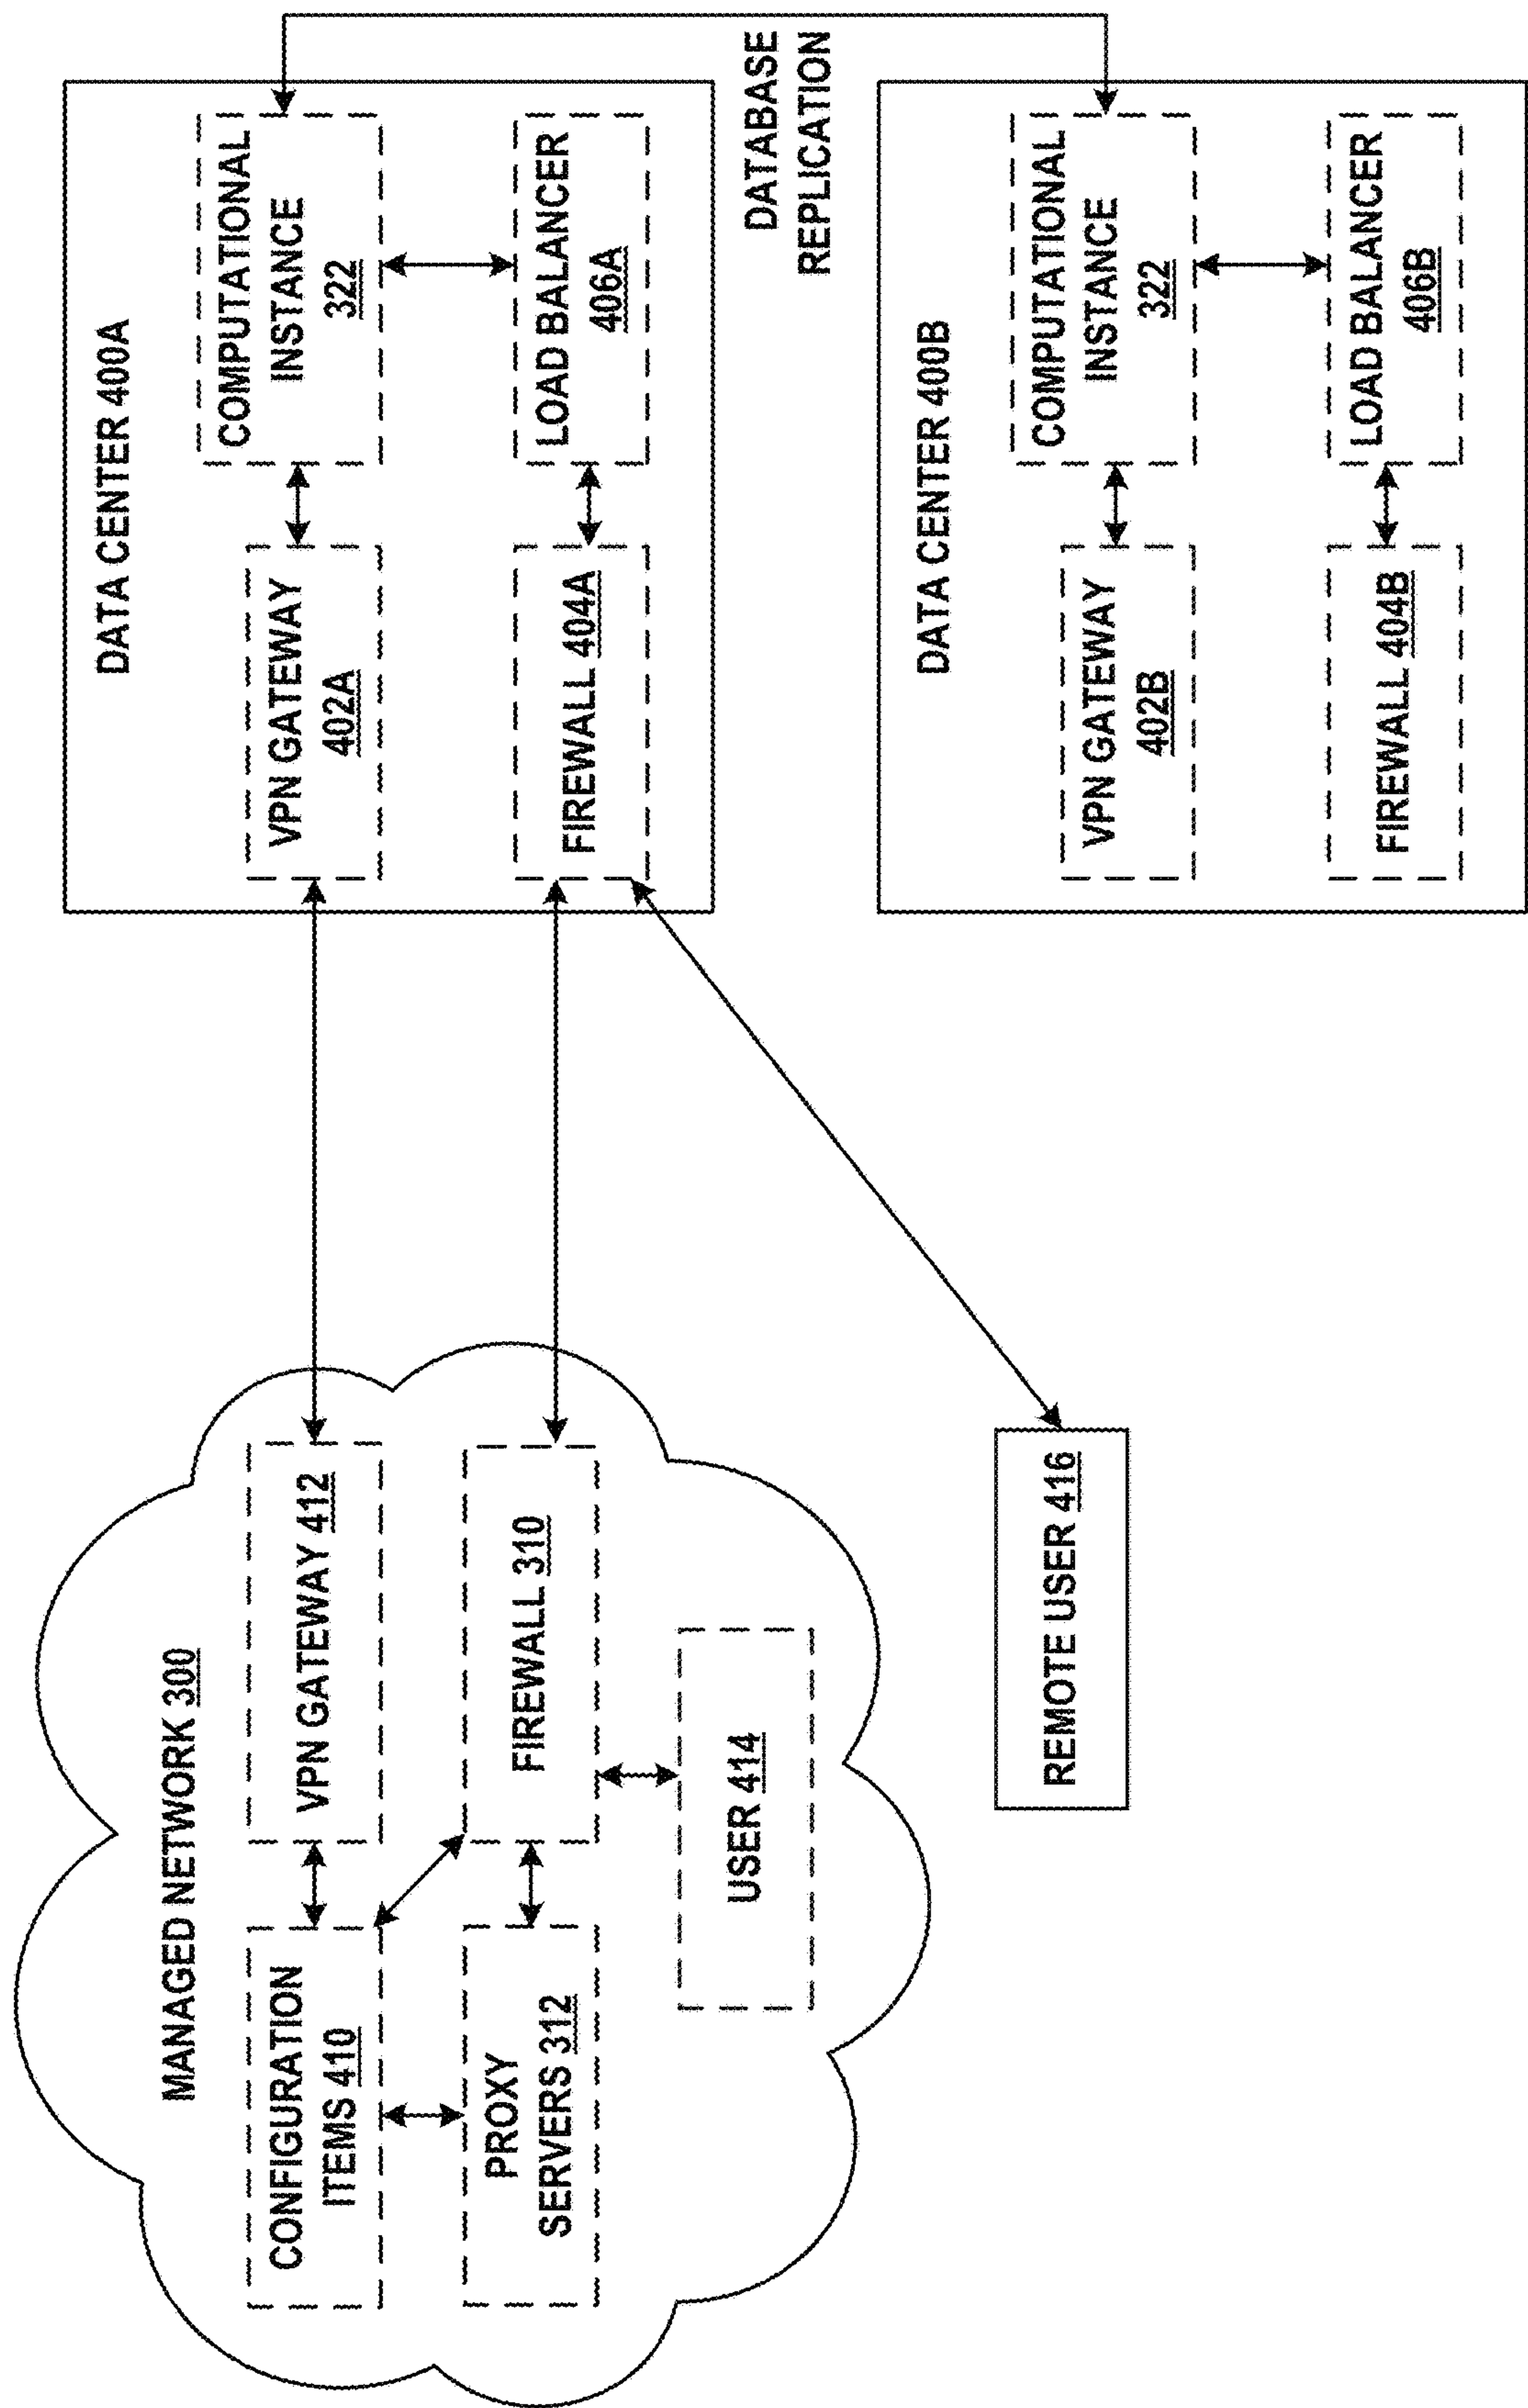 MANAGED NETWORK 300
CONFIGURATION
ITEMS 410
VPN GATEWAY 412
PROXY
SERVERS 312
FIREWALL 310
USER 414
REMOTE USER 416
DATA CENTER 400A
VPN GATEWAY
402A
COMPUTATIONAL
INSTANCE
322
FIREWALL 404A
LOAD BALANCER
406A
DATABASE
REPLICATION
DATA CENTER 400B
VPN GATEWAY
402B
COMPUTATIONAL
INSTANCE
322
FIREWALL 404B
LOAD BALANCER
406B